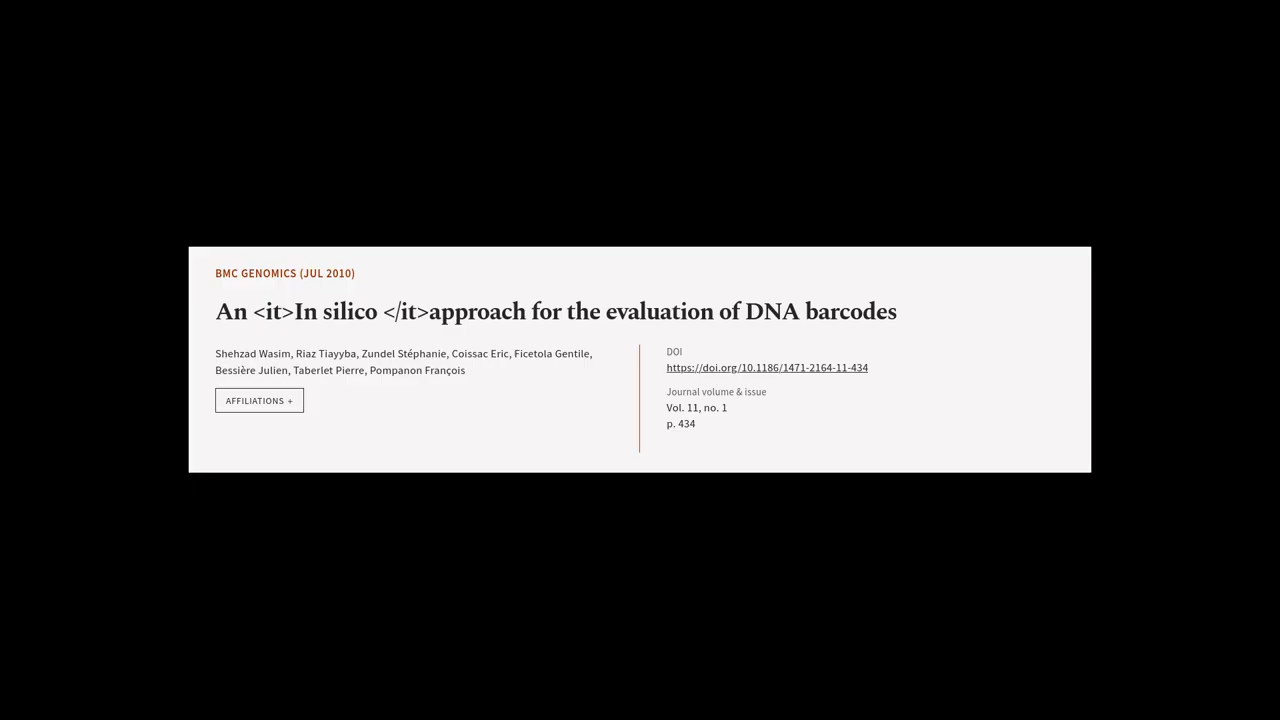 BMC GENOMICS (JUL 2010)
An <it>In silico </it>approach for the evaluation of DNA barcodes
Shehzad Wasim, Riaz Tiayyba, Zundel Stéphanie, Coissac Eric, Ficetola Gentile,
Bessière Julien, Taberlet Pierre, Pompanon François
AFFILIATIONS +
DOI
https://doi.org/10.1186/1471-2164-11-434
Journal volume & issue
Vol. 11, no. 1
p. 434